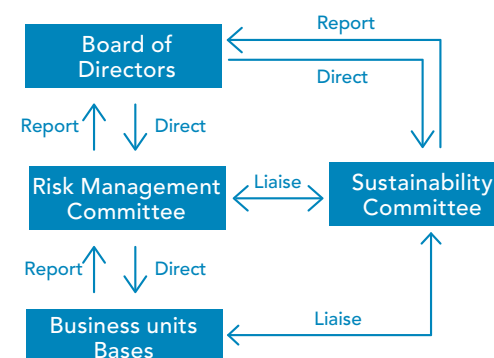 Report
Board of
Directors
Direct
Report
Direct
Risk Management
Committee
Liaise
Sustainability
Committee
Report
Direct
Business units
Bases
Liaise